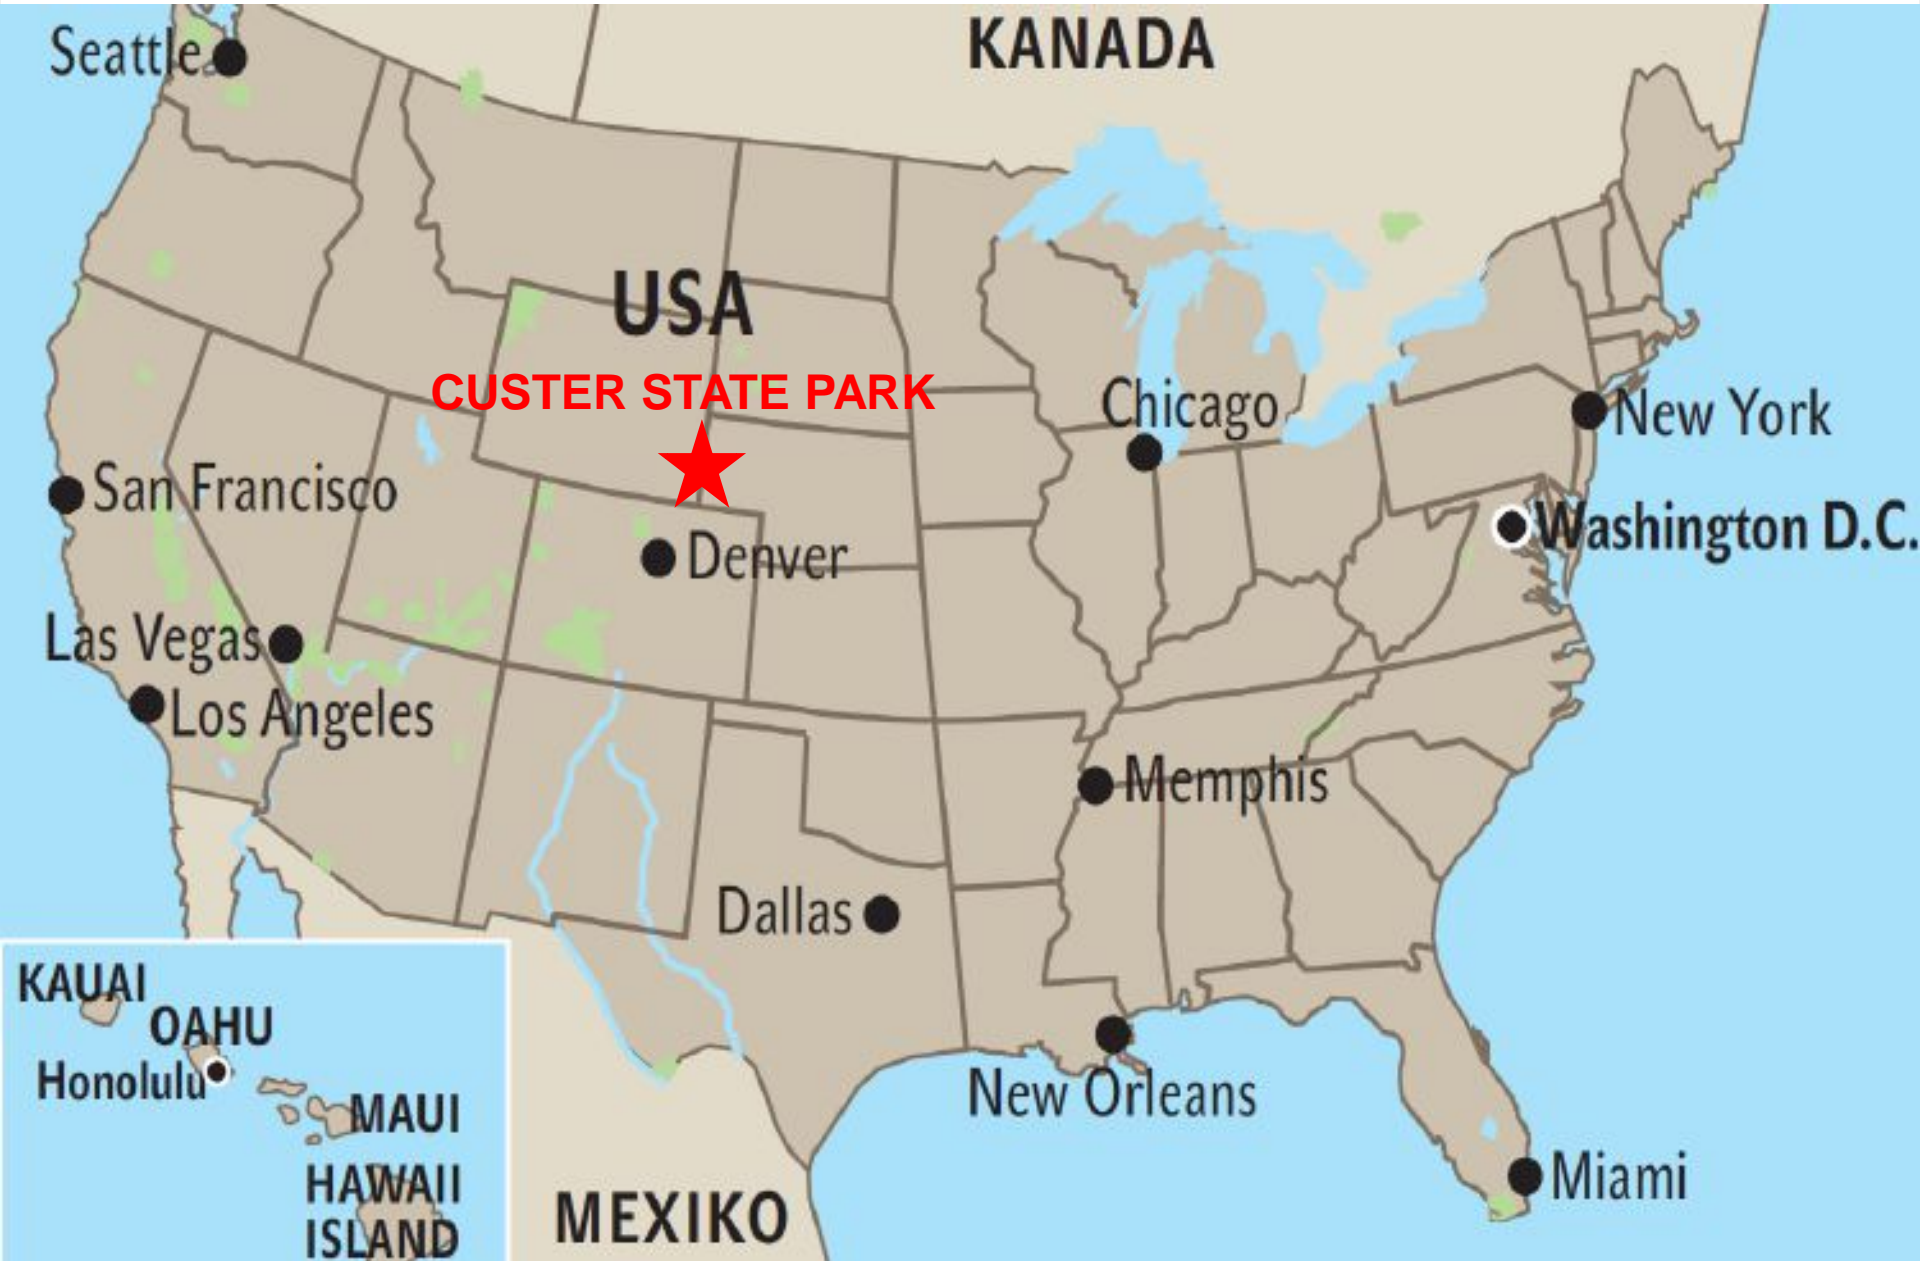 KANADA
Seattle
USA
CUSTER STATE PARK
Chicago
New York
San Francisco
Washington D.C.
Denver
Las Vegas
Los Angeles
Memphis
Dallas
KAUAI
OAHU
Honolulu
MAUI
HAWAII
ISLAND
New Orleans
Miami
MEXIKO